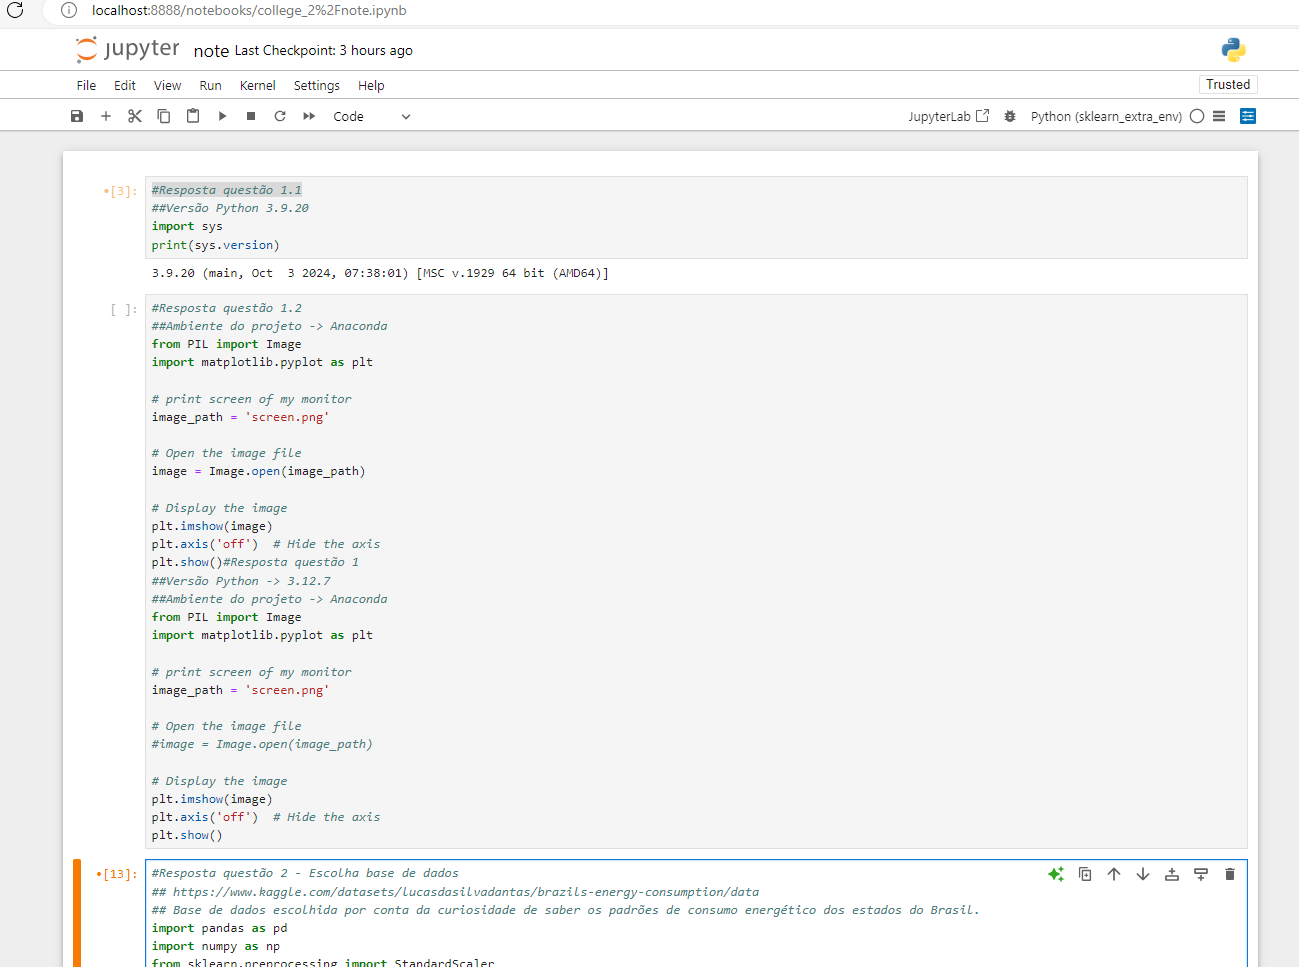 localhost:8888/notebooks/college_2%2Fnote.ipynb
jupyter note Last Checkpoint: 3 hours ago
File Edit View Run Kernel Settings Help
Trusted
Code
JupyterLab
Python (sklearn_extra_env)
•[3]:
#Resposta questão 1.1
##Versão Python 3.9.20
import sys
print(sys.version)
3.9.20 (main, Oct  3 2024, 07:38:01) [MSC v.1929 64 bit (AMD64)]
[ ]:
#Resposta questão 1.2
##Ambiente do projeto -> Anaconda
from PIL import Image
import matplotlib.pyplot as plt
# print screen of my monitor
image_path = 'screen.png'
# Open the image file
image = Image.open(image_path)
# Display the image
plt.imshow(image)
plt.axis('off')  # Hide the axis
plt.show()#Resposta questão 1
##Versão Python -> 3.12.7
##Ambiente do projeto -> Anaconda
from PIL import Image
import matplotlib.pyplot as plt
# print screen of my monitor
image_path = 'screen.png'
# Open the image file
#image = Image.open(image_path)
# Display the image
plt.imshow(image)
plt.axis('off')  # Hide the axis
plt.show()
•[13]:
#Resposta questão 2 - Escolha base de dados
## https://www.kaggle.com/datasets/lucasdasilvadantas/brazils-energy-consumption/data
## Base de dados escolhida por conta da curiosidade de saber os padrões de consumo energético dos estados do Brasil.
import pandas as pd
import numpy as np
from sklearn.preprocessing import StandardScaler